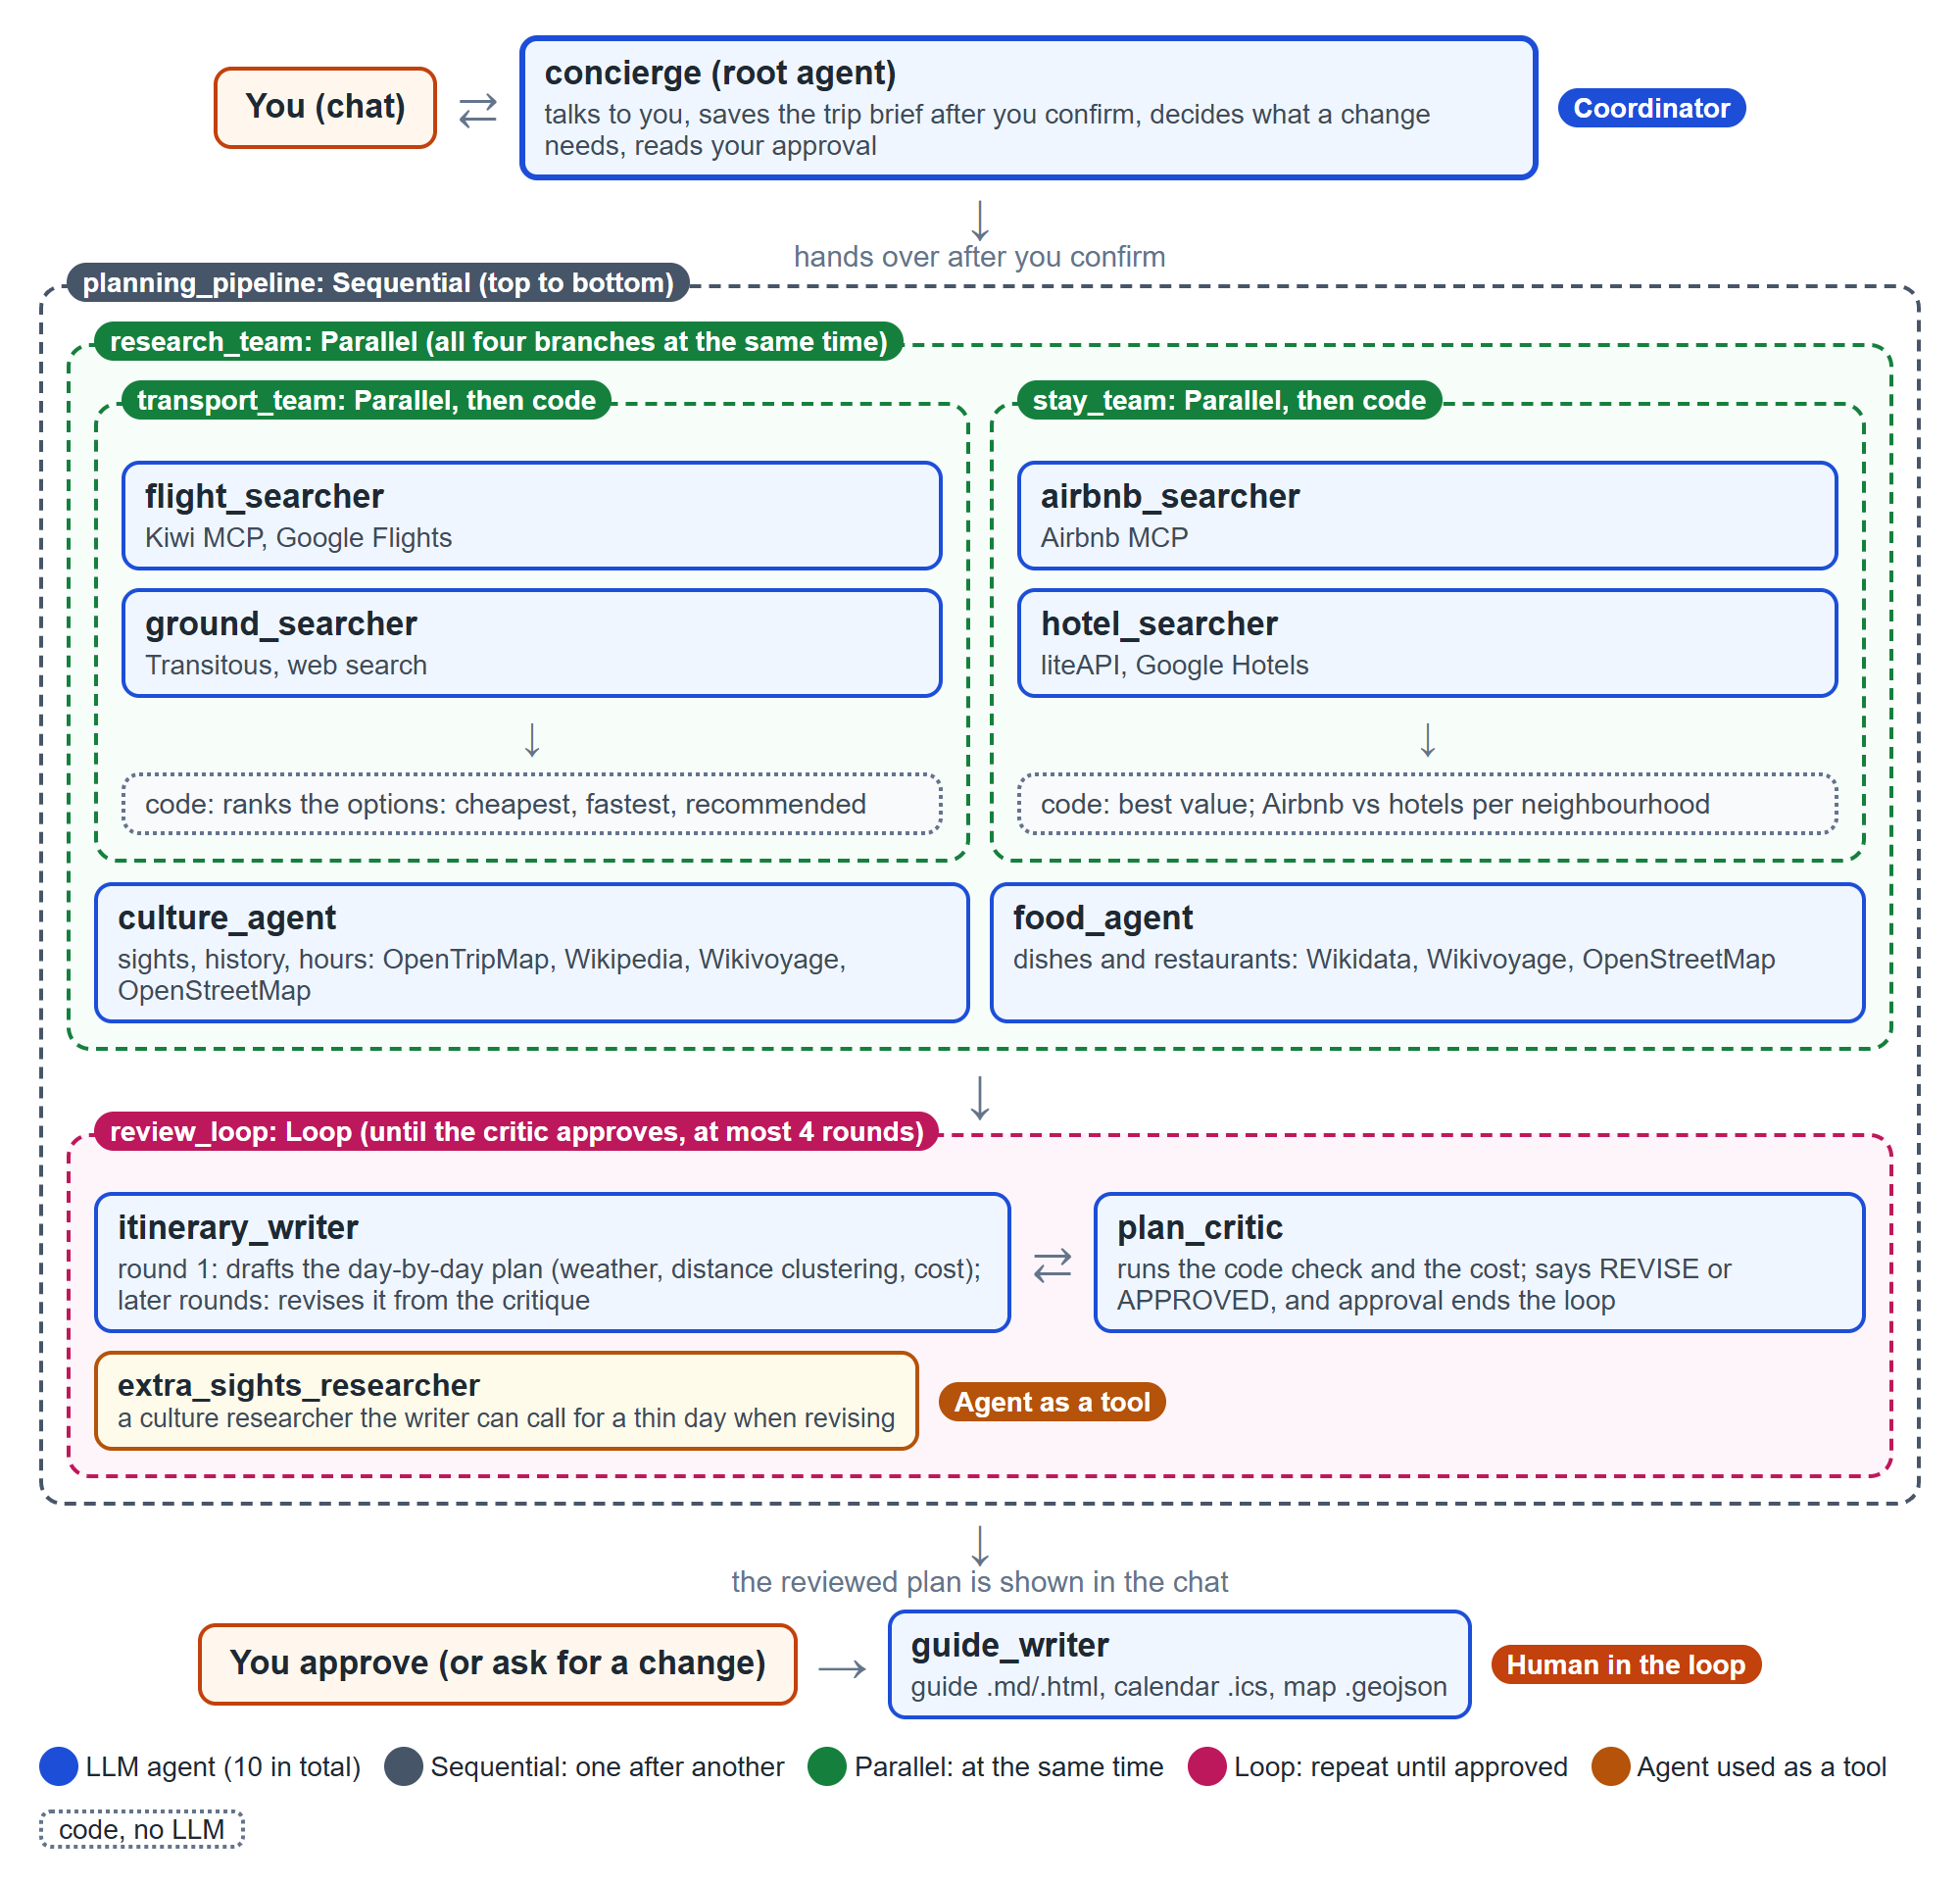 You (chat)
concierge (root agent)
talks to you, saves the trip brief after you confirm, decides what a change
needs, reads your approval
Coordinator
hands over after you confirm
planning_pipeline: Sequential (top to bottom)
research_team: Parallel (all four branches at the same time)
transport_team: Parallel, then code
flight_searcher
Kiwi MCP, Google Flights
ground_searcher
Transitous, web search
code: ranks the options: cheapest, fastest, recommended
stay_team: Parallel, then code
airbnb_searcher
Airbnb MCP
hotel_searcher
liteAPI, Google Hotels
code: best value; Airbnb vs hotels per neighbourhood
culture_agent
sights, history, hours: OpenTripMap, Wikipedia, Wikivoyage,
OpenStreetMap
food_agent
dishes and restaurants: Wikidata, Wikivoyage, OpenStreetMap
review_loop: Loop (until the critic approves, at most 4 rounds)
itinerary_writer
round 1: drafts the day-by-day plan (weather, distance clustering, cost);
later rounds: revises it from the critique
plan_critic
runs the code check and the cost; says REVISE or
APPROVED, and approval ends the loop
extra_sights_researcher
a culture researcher the writer can call for a thin day when revising
Agent as a tool
the reviewed plan is shown in the chat
You approve (or ask for a change)
guide_writer
guide .md/.html, calendar .ics, map .geojson
Human in the loop
LLM agent (10 in total)
Sequential: one after another
Parallel: at the same time
Loop: repeat until approved
Agent used as a tool
code, no LLM